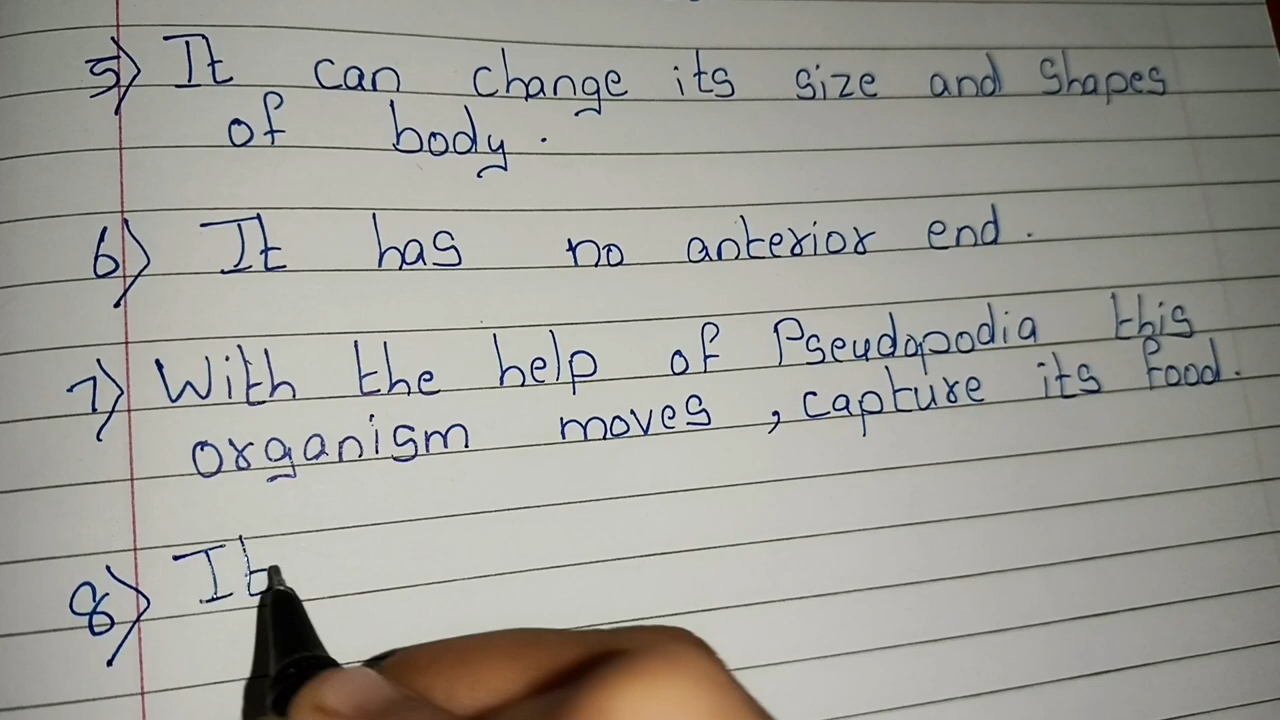 5) It can change its size and shapes
of body.
6) It has no anterior end.
7) With the help of Pseudopodia this
organism moves, capture its food.
8) It